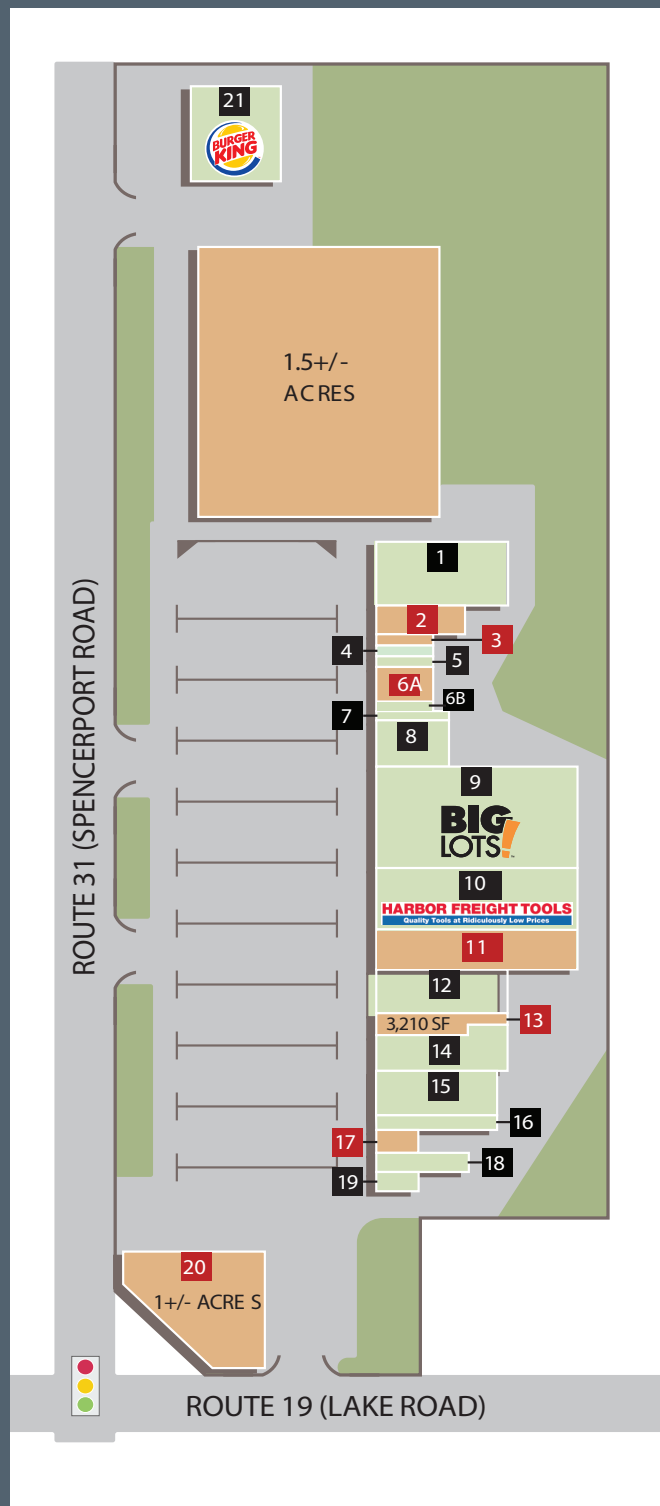 21
BURGER
KING
1.5+/-
ACRES
1
2
3
4
5
6A
6B
7
8
9
BIG
LOTS!
10
HARBOR FREIGHT TOOLS
Quality Tools at Ridiculously Low Prices
11
12
3,210 SF
13
14
15
16
17
18
19
20
1+/- ACRE S
ROUTE 31 (SPENCERPORT ROAD)
ROUTE 19 (LAKE ROAD)